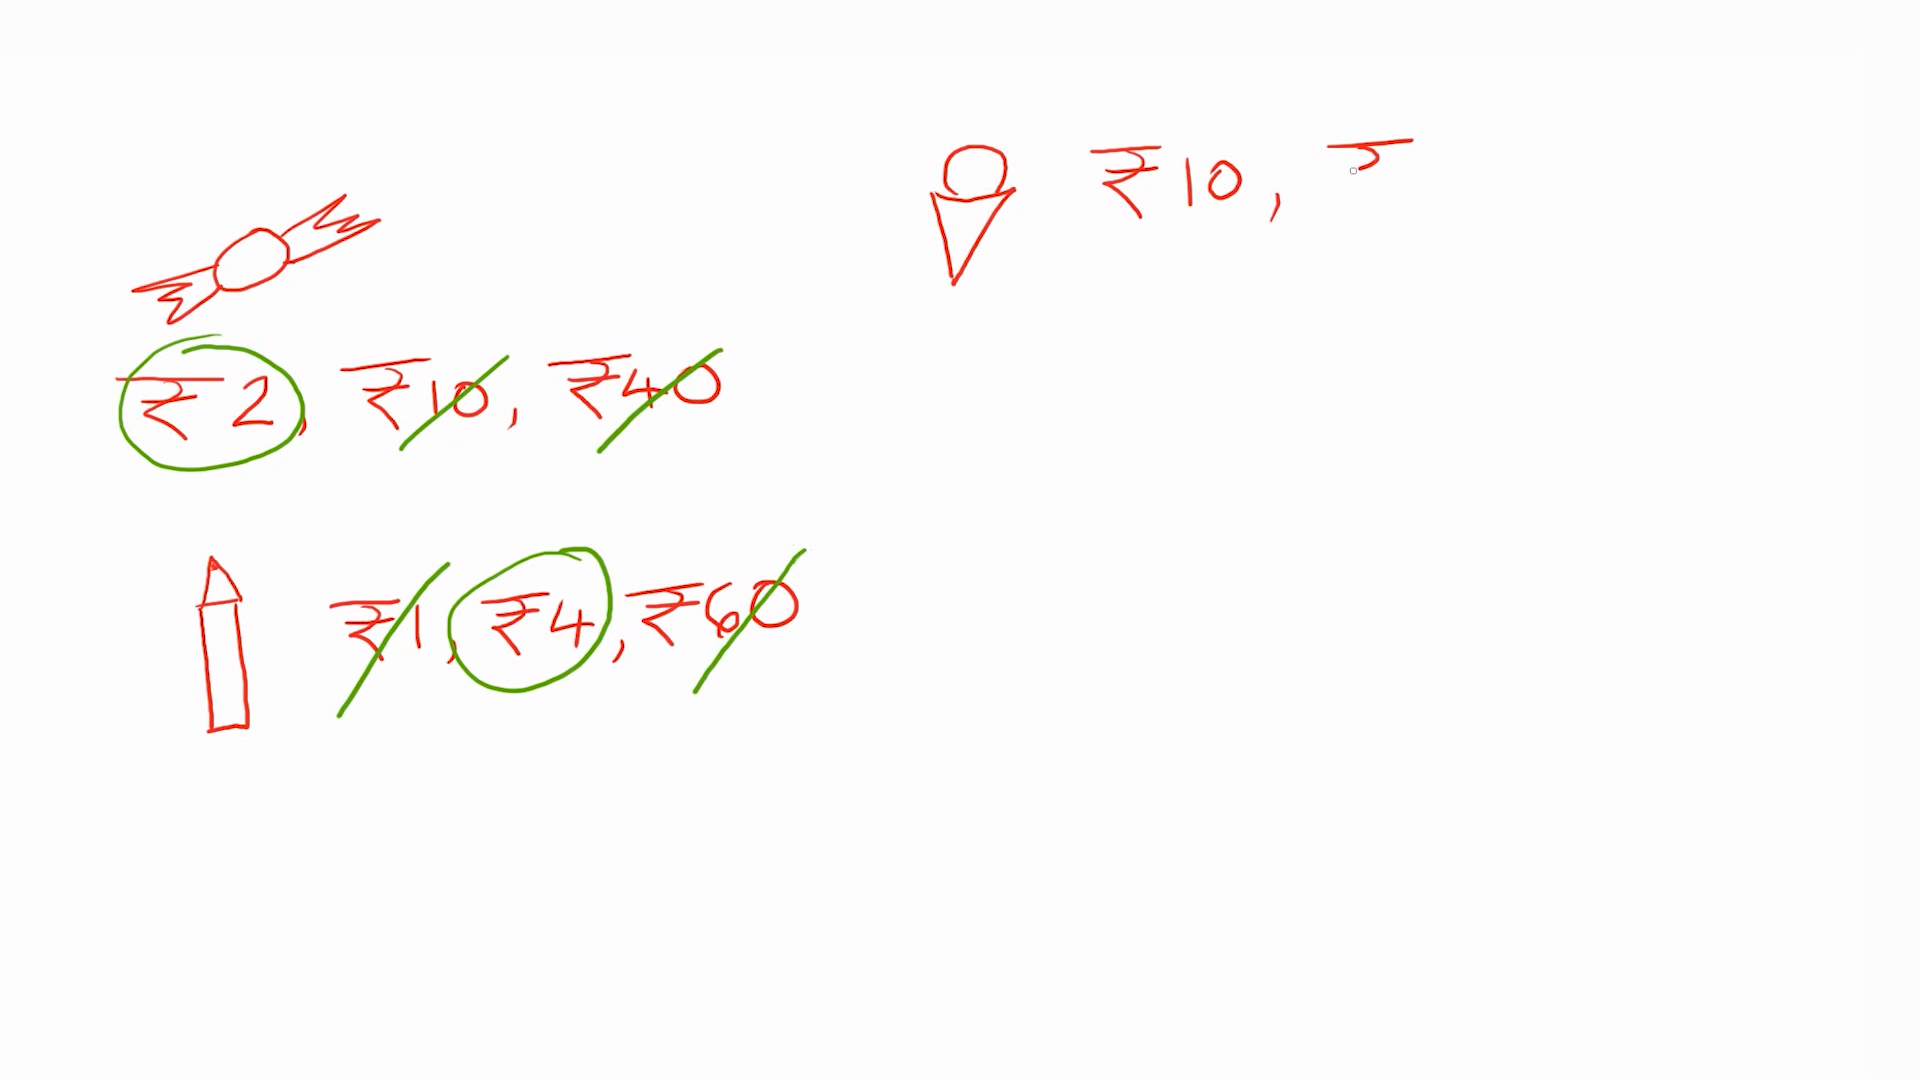 ₹10,
₹2, ₹10, ₹40
₹1, ₹4, ₹60